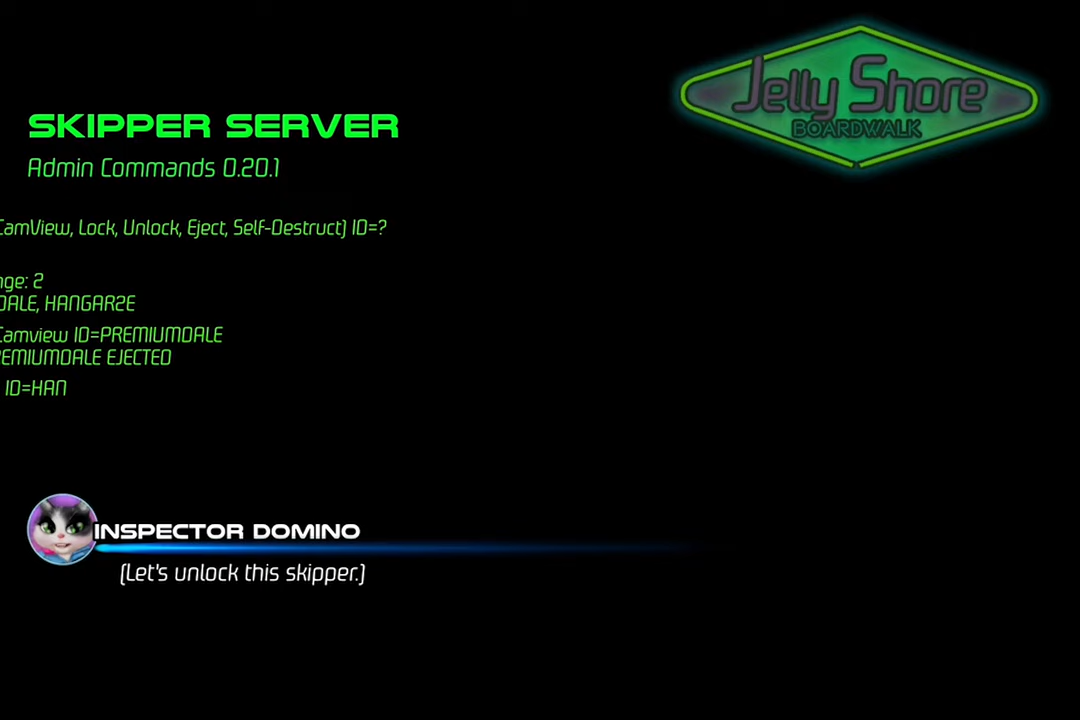 Jelly Shore
BOARDWALK
SKIPPER SERVER
Admin Commands 0.20.1
CamView, Lock, Unlock, Eject, Self-Destruct) ID=?
nge: 2
DALE, HANGAR2E
Camview ID=PREMIUMDALE
REMIUMDALE EJECTED
ID=HAN
INSPECTOR DOMINO
(Let's unlock this skipper.)